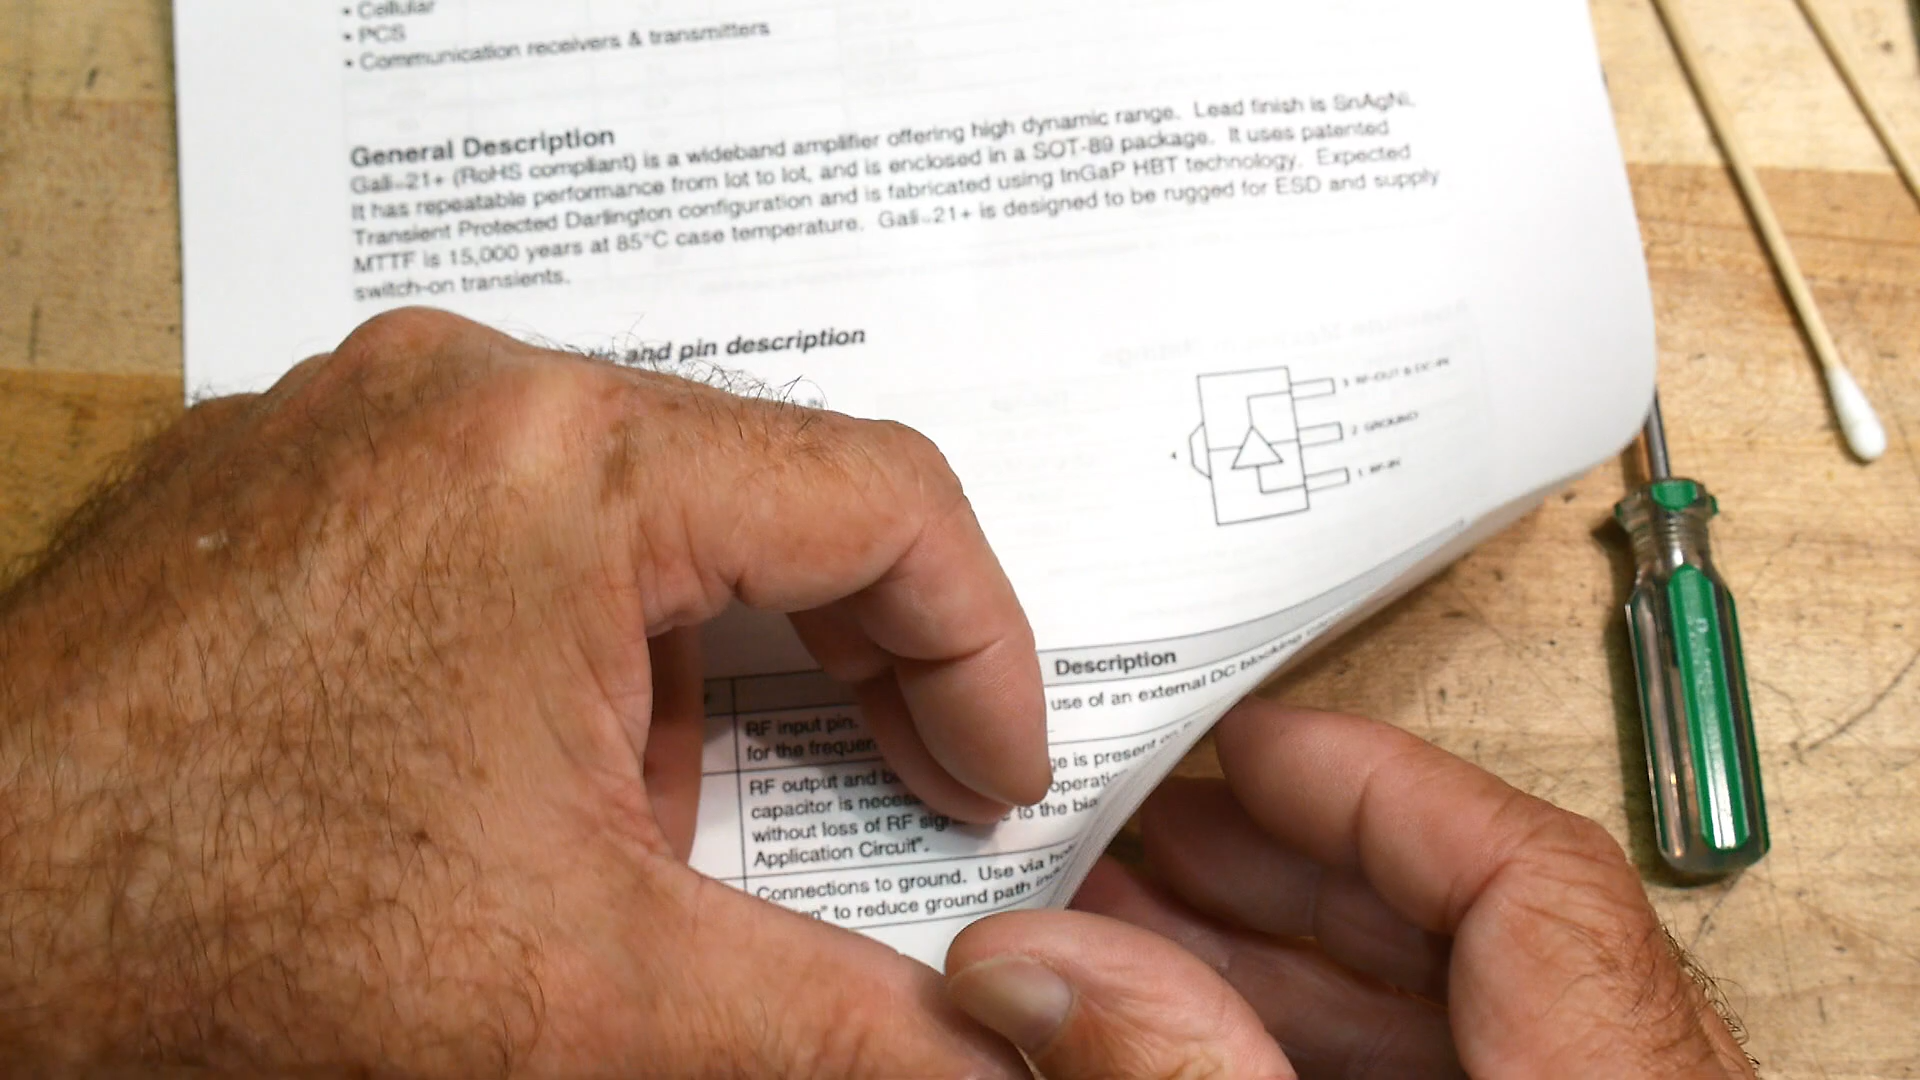 • Cellular
• PCS
• Communication receivers & transmitters
General Description
Gali-21+ (RoHS compliant) is a wideband amplifier offering high dynamic range. Lead finish is SnAgNi.
It has repeatable performance from lot to lot, and is enclosed in a SOT-89 package. It uses patented
Transient Protected Darlington configuration and is fabricated using InGaP HBT technology. Expected
MTTF is 15,000 years at 85°C case temperature. Gali-21+ is designed to be rugged for ESD and supply
switch-on transients.
and pin description
3 RF-OUT & DC-IN
2 GROUND
1 RF-IN
4
Description
RF input pin. use of an external DC blocking
for the frequen
RF output and b ge is present on
capacitor is necess operatio
without loss of RF sig to the bia
Application Circuit".
Connections to ground. Use via ho
to reduce ground path ind